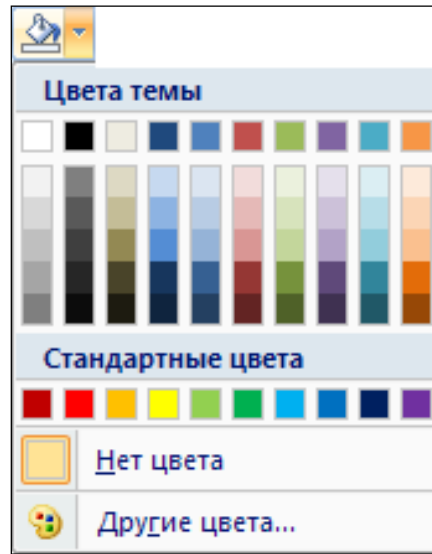 Цвета темы
Стандартные цвета
Нет цвета
Другие цвета...